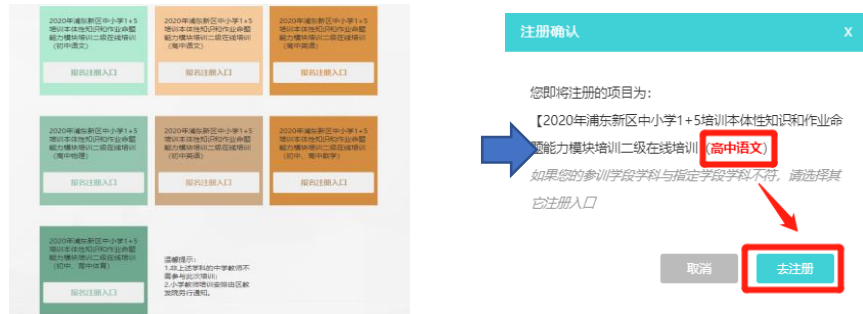 2020年浦东新区中小学1+5
培训本体性知识和作业命题
能力模块培训二级在线培训
(初中语文)
报名注册入口
2020年浦东新区中小学1+5
培训本体性知识和作业命题
能力模块培训二级在线培训
(高中语文)
报名注册入口
2020年浦东新区中小学1+5
培训本体性知识和作业命题
能力模块培训二级在线培训
(高中英语)
报名注册入口
2020年浦东新区中小学1+5
培训本体性知识和作业命题
能力模块培训二级在线培训
(高中物理)
报名注册入口
2020年浦东新区中小学1+5
培训本体性知识和作业命题
能力模块培训二级在线培训
(初中英语)
报名注册入口
2020年浦东新区中小学1+5
培训本体性知识和作业命题
能力模块培训二级在线培训
(初中、高中数学)
报名注册入口
2020年浦东新区中小学1+5
培训本体性知识和作业命题
能力模块培训二级在线培训
(初中、高中体育)
报名注册入口
温馨提示:
1.非上述学科的中学教师不
需参与此次培训;
2.小学教师培训安排由区教
发院另行通知。
注册确认 X
您即将注册的项目为:
【2020年浦东新区中小学1+5培训本体性知识和作业命
题能力模块培训二级在线培训(高中语文)
如果您的参训学段学科与指定学段学科不符,请选择其
它注册入口
取消 去注册